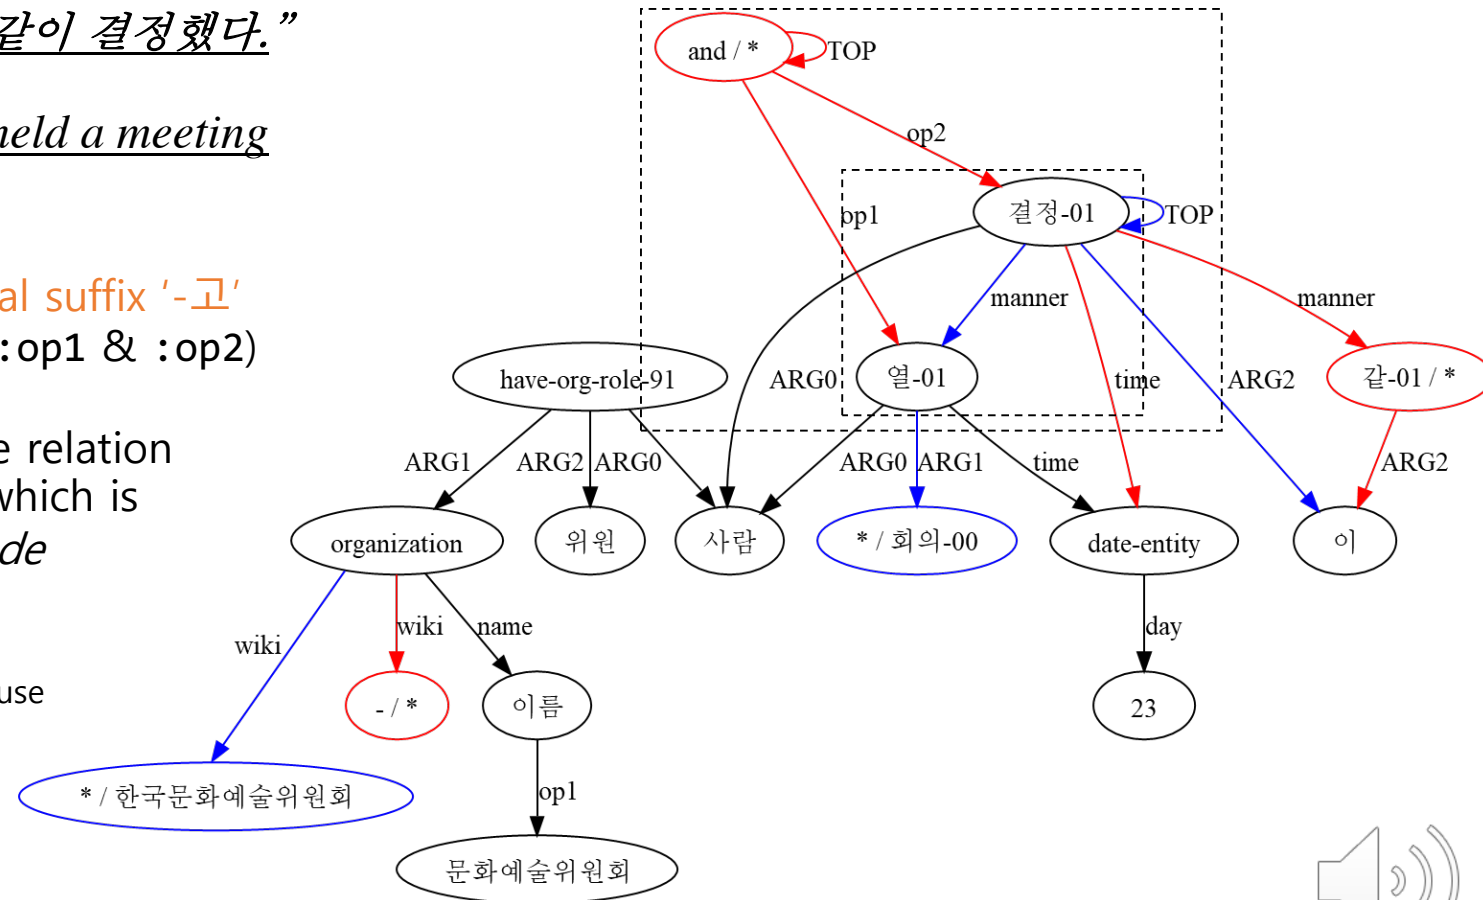 같이 결정했다.”
held a meeting
al suffix ‘-고’
:op1 & :op2)
e relation
which is
de
use
and / *
TOP
op2
op1
결정-01
TOP
manner
manner
have-org-role-91
ARG0
열-01
time
ARG2
같-01 / *
ARG1
ARG2
ARG0
ARG0
ARG1
time
ARG2
organization
위원
사람
* / 회의-00
date-entity
이
wiki
wiki
name
day
- / *
이름
23
* / 한국문화예술위원회
op1
문화예술위원회